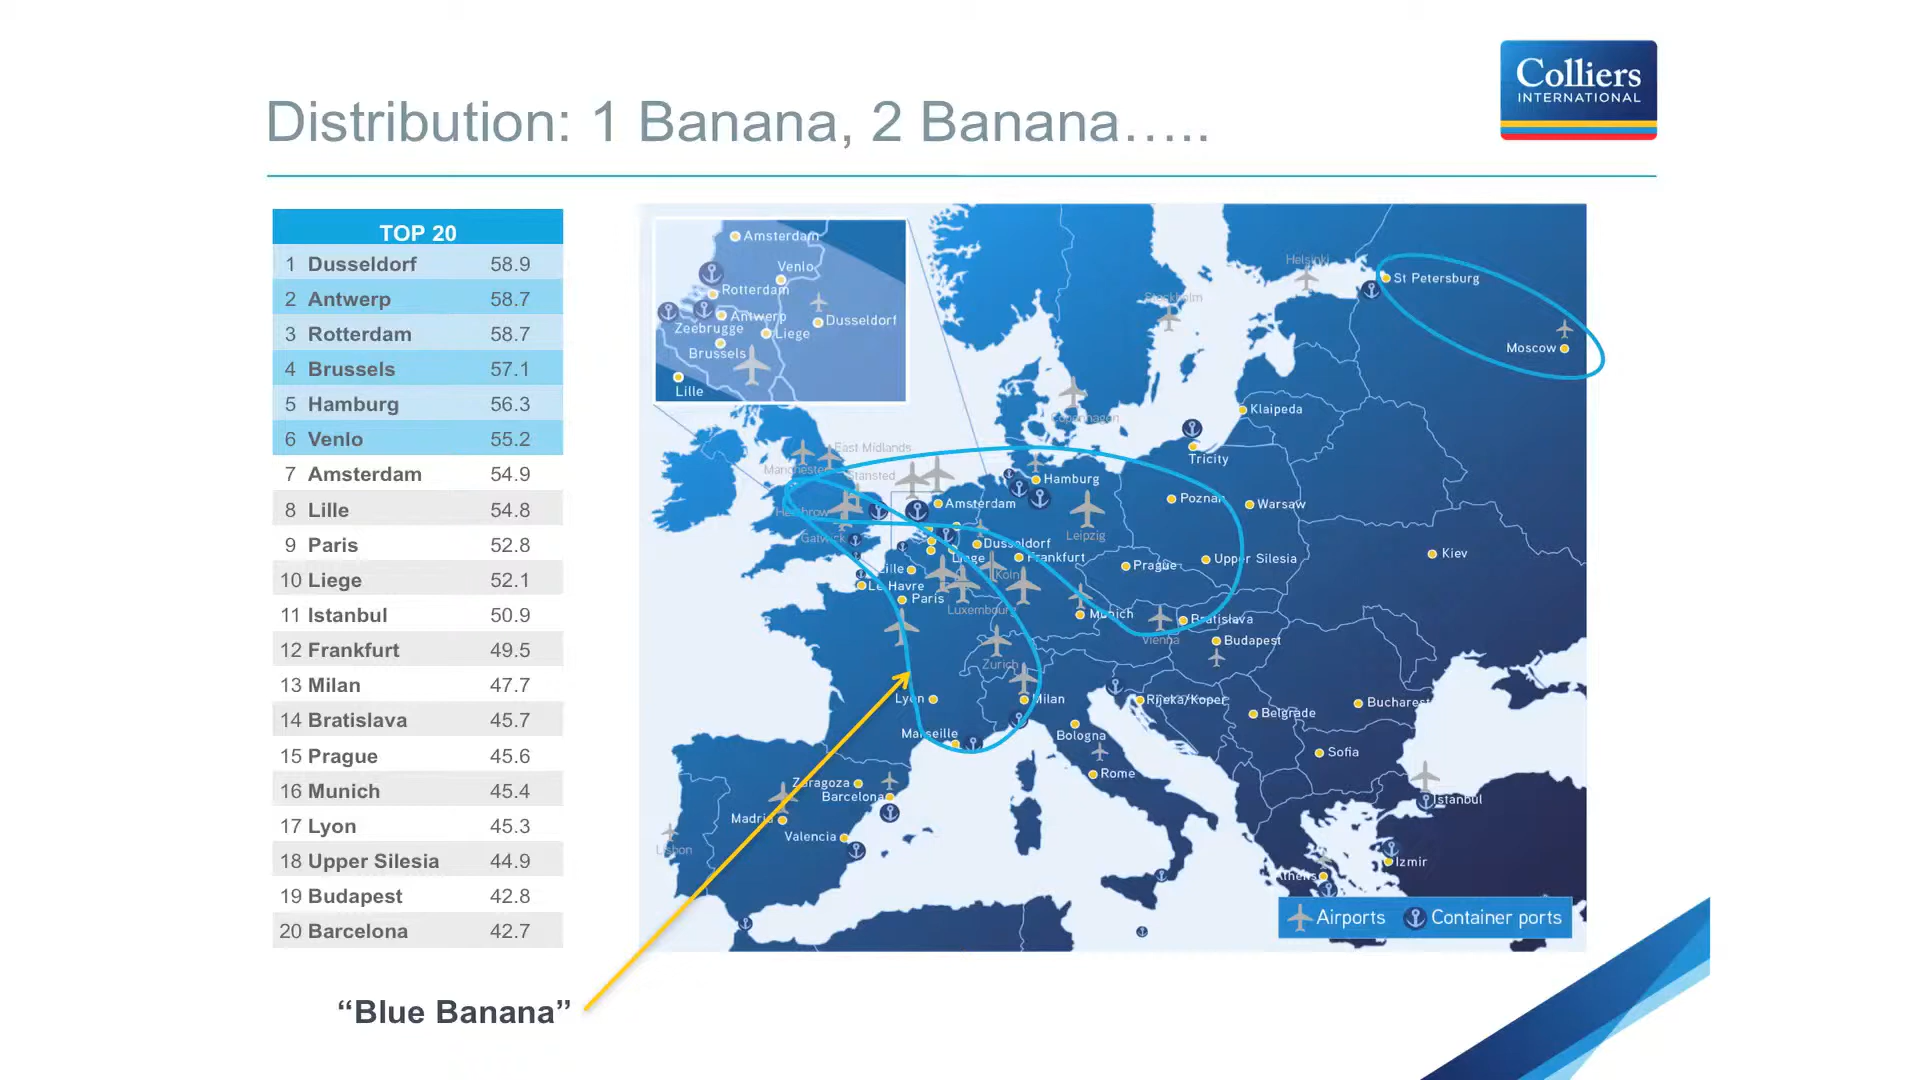 Colliers
INTERNATIONAL
Distribution: 1 Banana, 2 Banana…..
TOP 20
1 Dusseldorf 58.9
2 Antwerp 58.7
3 Rotterdam 58.7
4 Brussels 57.1
5 Hamburg 56.3
6 Venlo 55.2
7 Amsterdam 54.9
8 Lille 54.8
9 Paris 52.8
10 Liege 52.1
11 Istanbul 50.9
12 Frankfurt 49.5
13 Milan 47.7
14 Bratislava 45.7
15 Prague 45.6
16 Munich 45.4
17 Lyon 45.3
18 Upper Silesia 44.9
19 Budapest 42.8
20 Barcelona 42.7
“Blue Banana”
Amsterdam
Venlo
Rotterdam
Antwerp
Dusseldorf
Zeebrugge
Liege
Brussels
Lille
Helsinki
St Petersburg
Stockholm
Moscow
Copenhagen
Klaipeda
East Midlands
Tricity
Manchester
Stansted
Hamburg
Amsterdam
Poznan
Warsaw
Heathrow
Gatwick
Leipzig
Dusseldorf
Liege
Frankfurt
Kiev
Lille
Koln
Prague
Upper Silesia
Le Havre
Paris
Luxembourg
Munich
Bratislava
Vienna
Budapest
Zurich
Lyon
Milan
Rijeka/Koper
Belgrade
Bucharest
Marseille
Bologna
Sofia
Rome
Zaragoza
Barcelona
Madrid
Valencia
Istanbul
Lisbon
Izmir
Athens
Airports
Container ports